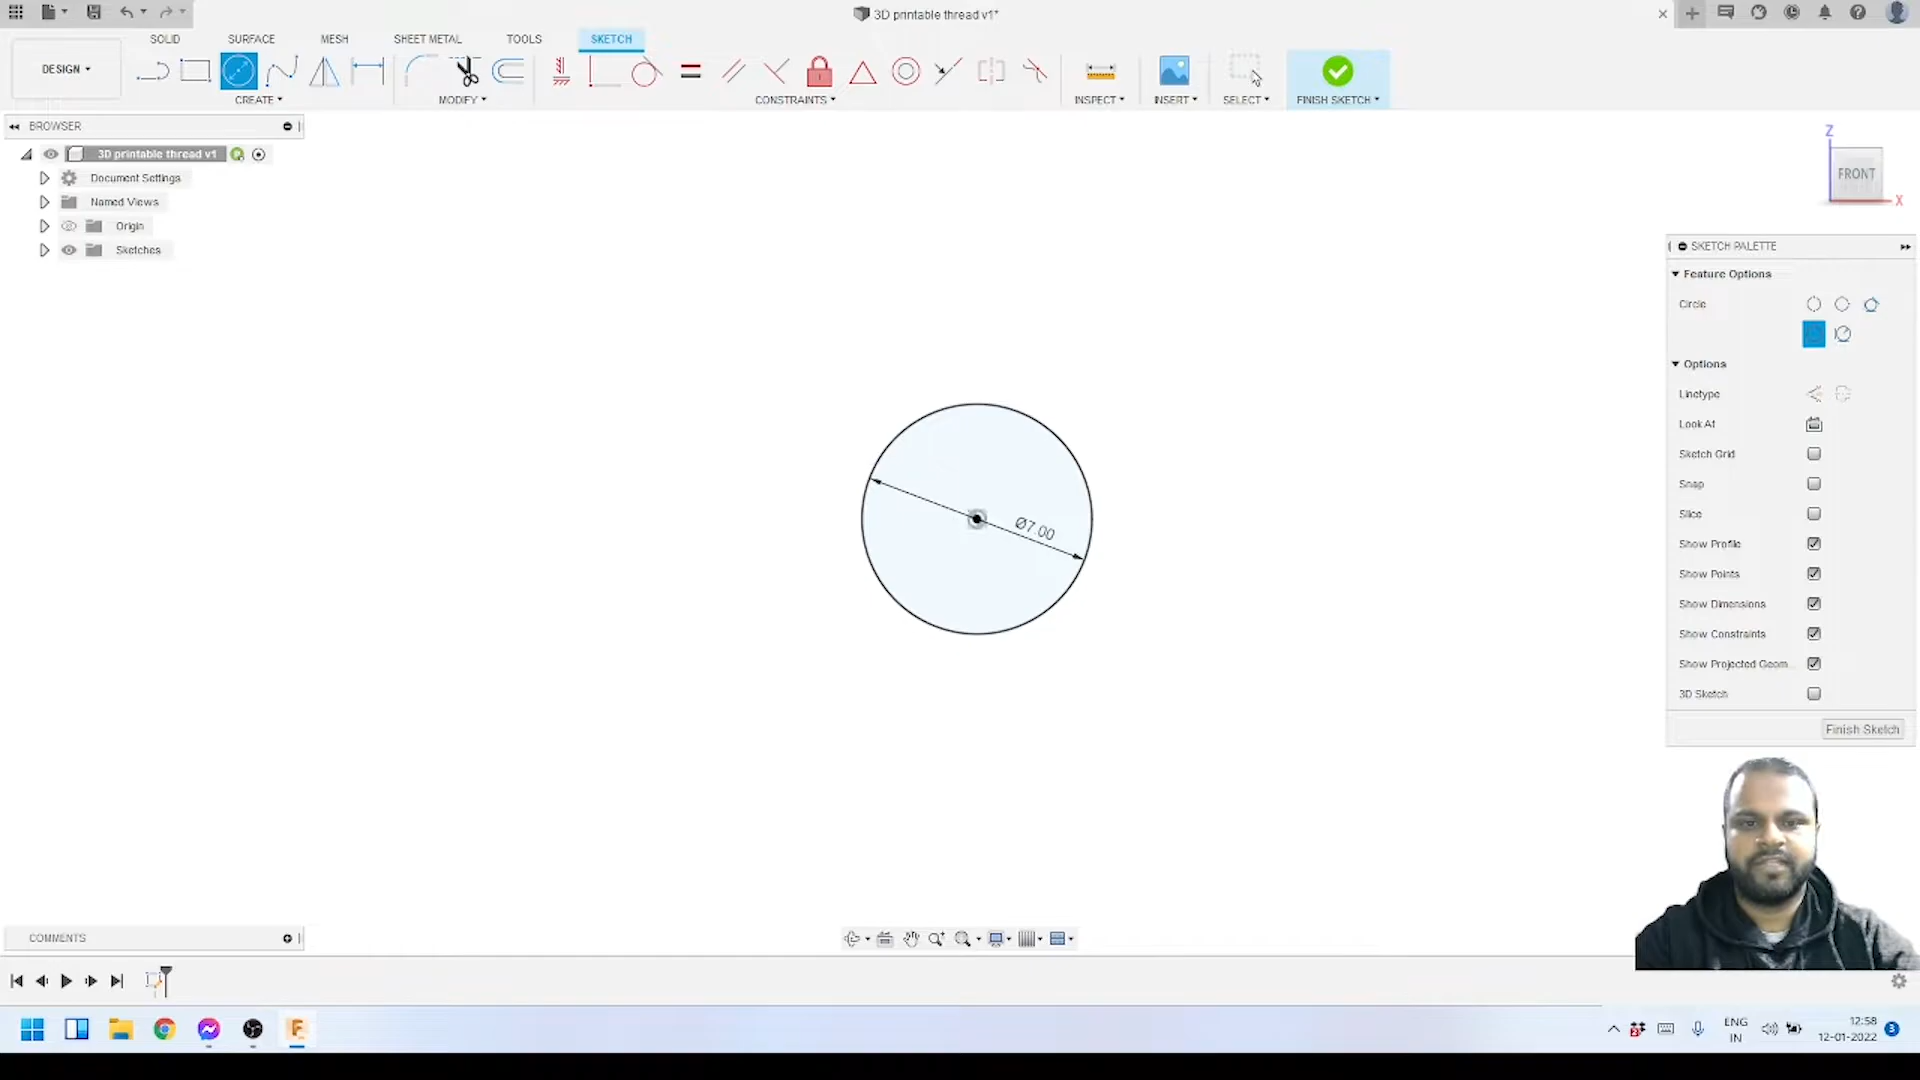 3D printable thread v1*
SOLID
SURFACE
MESH
SHEET METAL
TOOLS
SKETCH
DESIGN
CREATE
MODIFY
CONSTRAINTS
INSPECT
INSERT
SELECT
FINISH SKETCH
BROWSER
3D printable thread v1
Document Settings
Named Views
Origin
Sketches
Z
FRONT
X
SKETCH PALETTE
Feature Options
Circle
Options
Linetype
Look At
Sketch Grid
Snap
Slice
Show Profile
Show Points
Show Dimensions
Show Constraints
Show Projected Geom...
3D Sketch
Finish Sketch
Ø7.00
COMMENTS
ENG
IN
12:58
12-01-2022
3